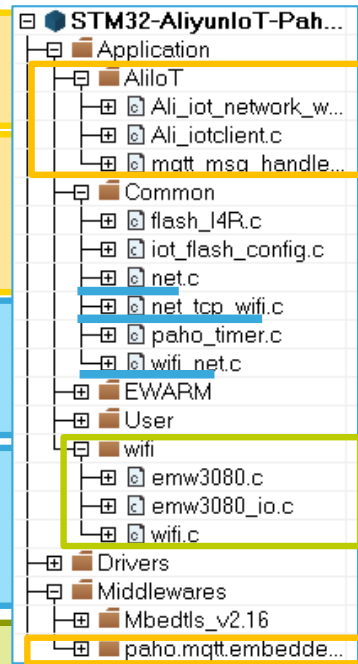 STM32-AliyunIoT-Pah...
Application
AliIoT
Ali_iot_network_w...
Ali_iotclient.c
mqtt_msg_handle...
Common
flash_l4R.c
iot_flash_config.c
net.c
net_tcp_wifi.c
paho_timer.c
wifi_net.c
EWARM
User
wifi
emw3080.c
emw3080_io.c
wifi.c
Drivers
Middlewares
Mbedtls_v2.16
paho.mqtt.embedde...